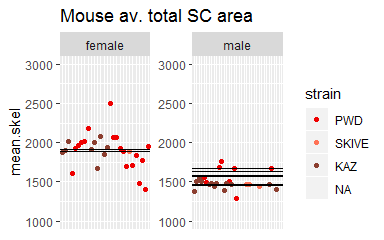 Mouse av. total SC area
female
male
mean.skel
3000
2500
2000
1500
1000
3000
2500
2000
1500
1000
strain
PWD
SKIVE
KAZ
NA